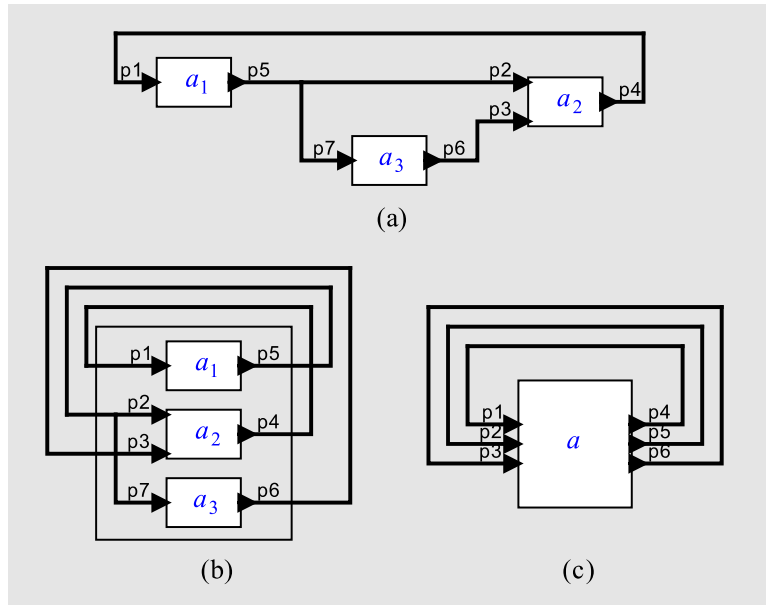 p1 a1 p5 p2 a2 p4
p3
p7 a3 p6
(a)
p1 a1 p5
p2 a2 p4
p3
p7 a3 p6
(b)
p1 p4
p2 a p5
p3 p6
(c)